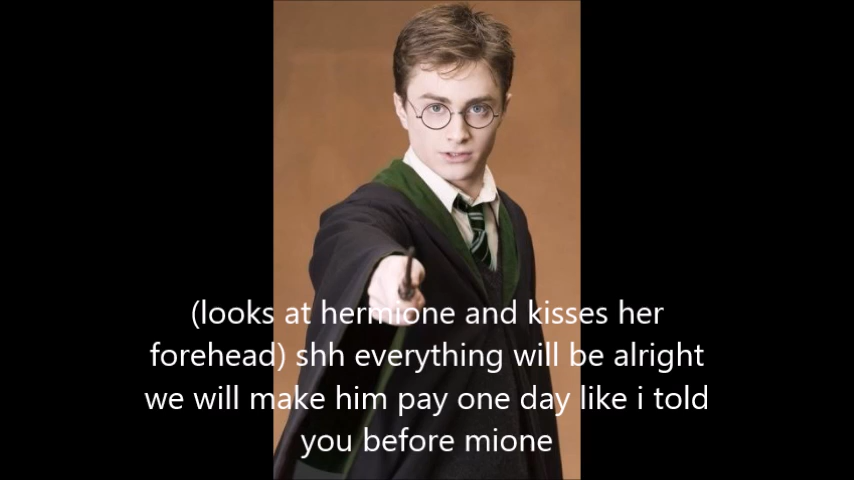 (looks at hermione and kisses her
forehead) shh everything will be alright
we will make him pay one day like i told
you before mione